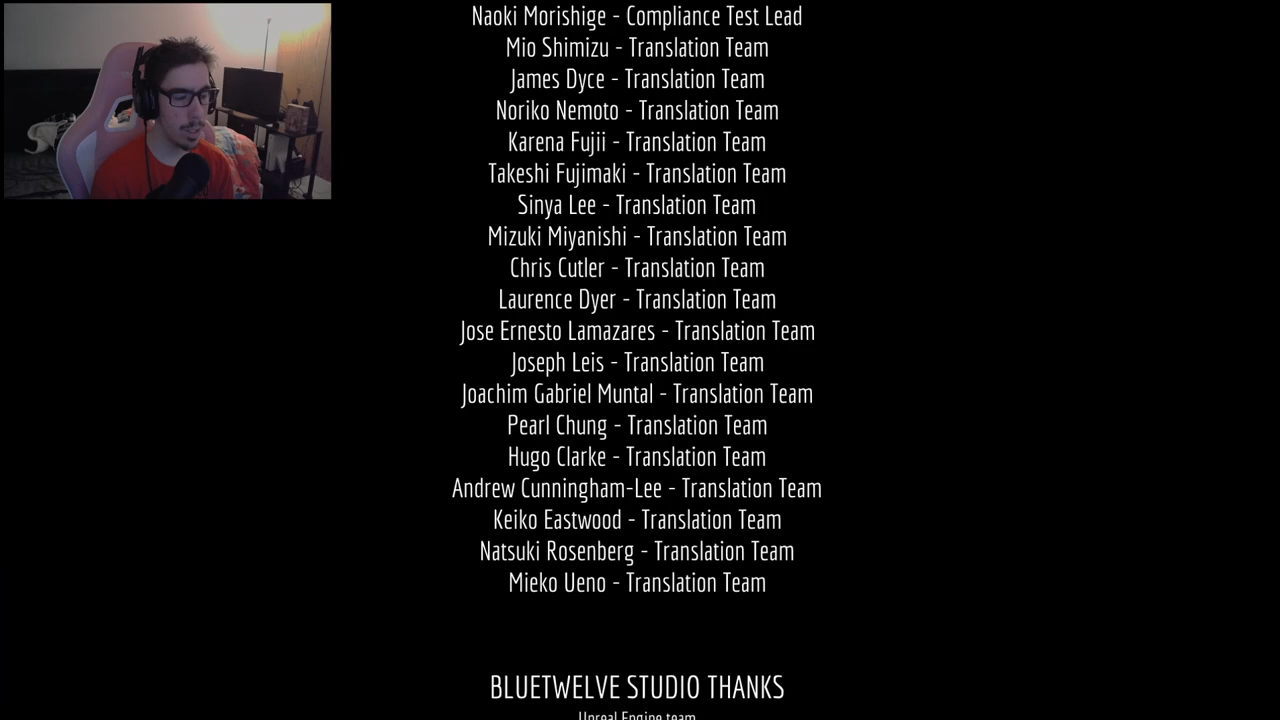 Naoki Morishige - Compliance Test Lead
Mio Shimizu - Translation Team
James Dyce - Translation Team
Noriko Nemoto - Translation Team
Karena Fujii - Translation Team
Takeshi Fujimaki - Translation Team
Sinya Lee - Translation Team
Mizuki Miyanishi - Translation Team
Chris Cutler - Translation Team
Laurence Dyer - Translation Team
Jose Ernesto Lamazares - Translation Team
Joseph Leis - Translation Team
Joachim Gabriel Muntal - Translation Team
Pearl Chung - Translation Team
Hugo Clarke - Translation Team
Andrew Cunningham-Lee - Translation Team
Keiko Eastwood - Translation Team
Natsuki Rosenberg - Translation Team
Mieko Ueno - Translation Team
BLUETWELVE STUDIO THANKS
Unreal Engine team